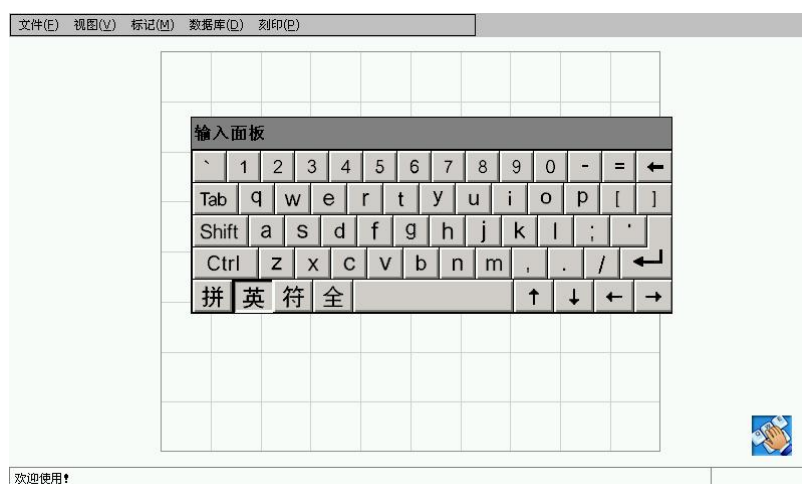 文件(F) 视图(V) 标记(M) 数据库(D) 刻印(P)
输入面板
` 1 2 3 4 5 6 7 8 9 0 - = ←
Tab q w e r t y u i o p [ ]
Shift a s d f g h j k l ; '
Ctrl z x c v b n m , . / ↵
拼 英 符 全 ↑ ↓ ← →
欢迎使用!